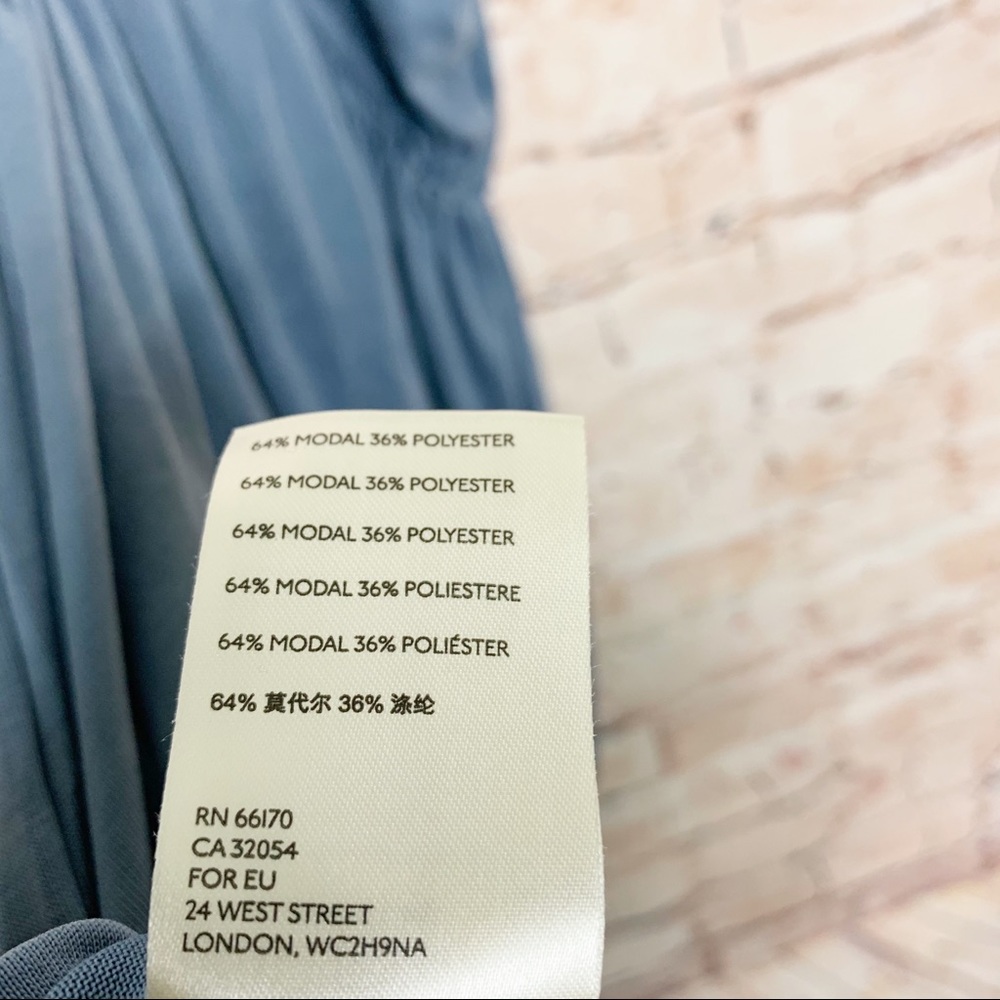 64% MODAL 36% POLYESTER
64% MODAL 36% POLYESTER
64% MODAL 36% POLYESTER
64% MODAL 36% POLIESTERE
64% MODAL 36% POLIÉSTER
64% 莫代尔 36% 涤纶
RN 66170
CA 32054
FOR EU
24 WEST STREET
LONDON, WC2H9NA